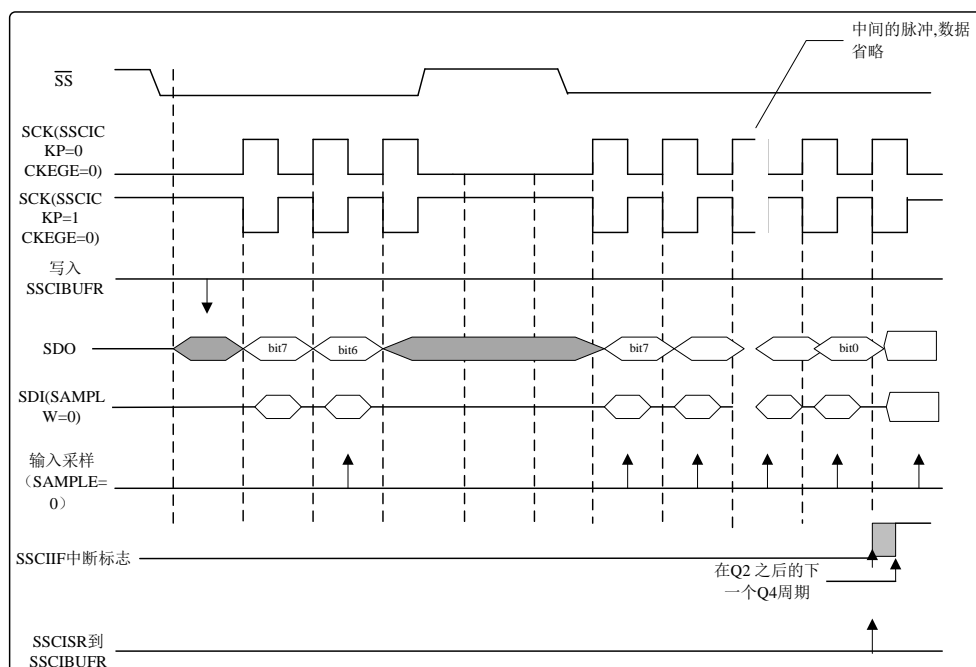 中间的脉冲,数据
省略
SS
SCK(SSCIC
KP=0
CKEGE=0)
SCK(SSCIC
KP=1
CKEGE=0)
写入
SSCIBUFR
SDO
bit7
bit6
bit7
bit0
SDI(SAMPL
W=0)
输入采样
（SAMPLE=
0）
SSCIIF中断标志
在Q2 之后的下
一个Q4周期
SSCISR到
SSCIBUFR